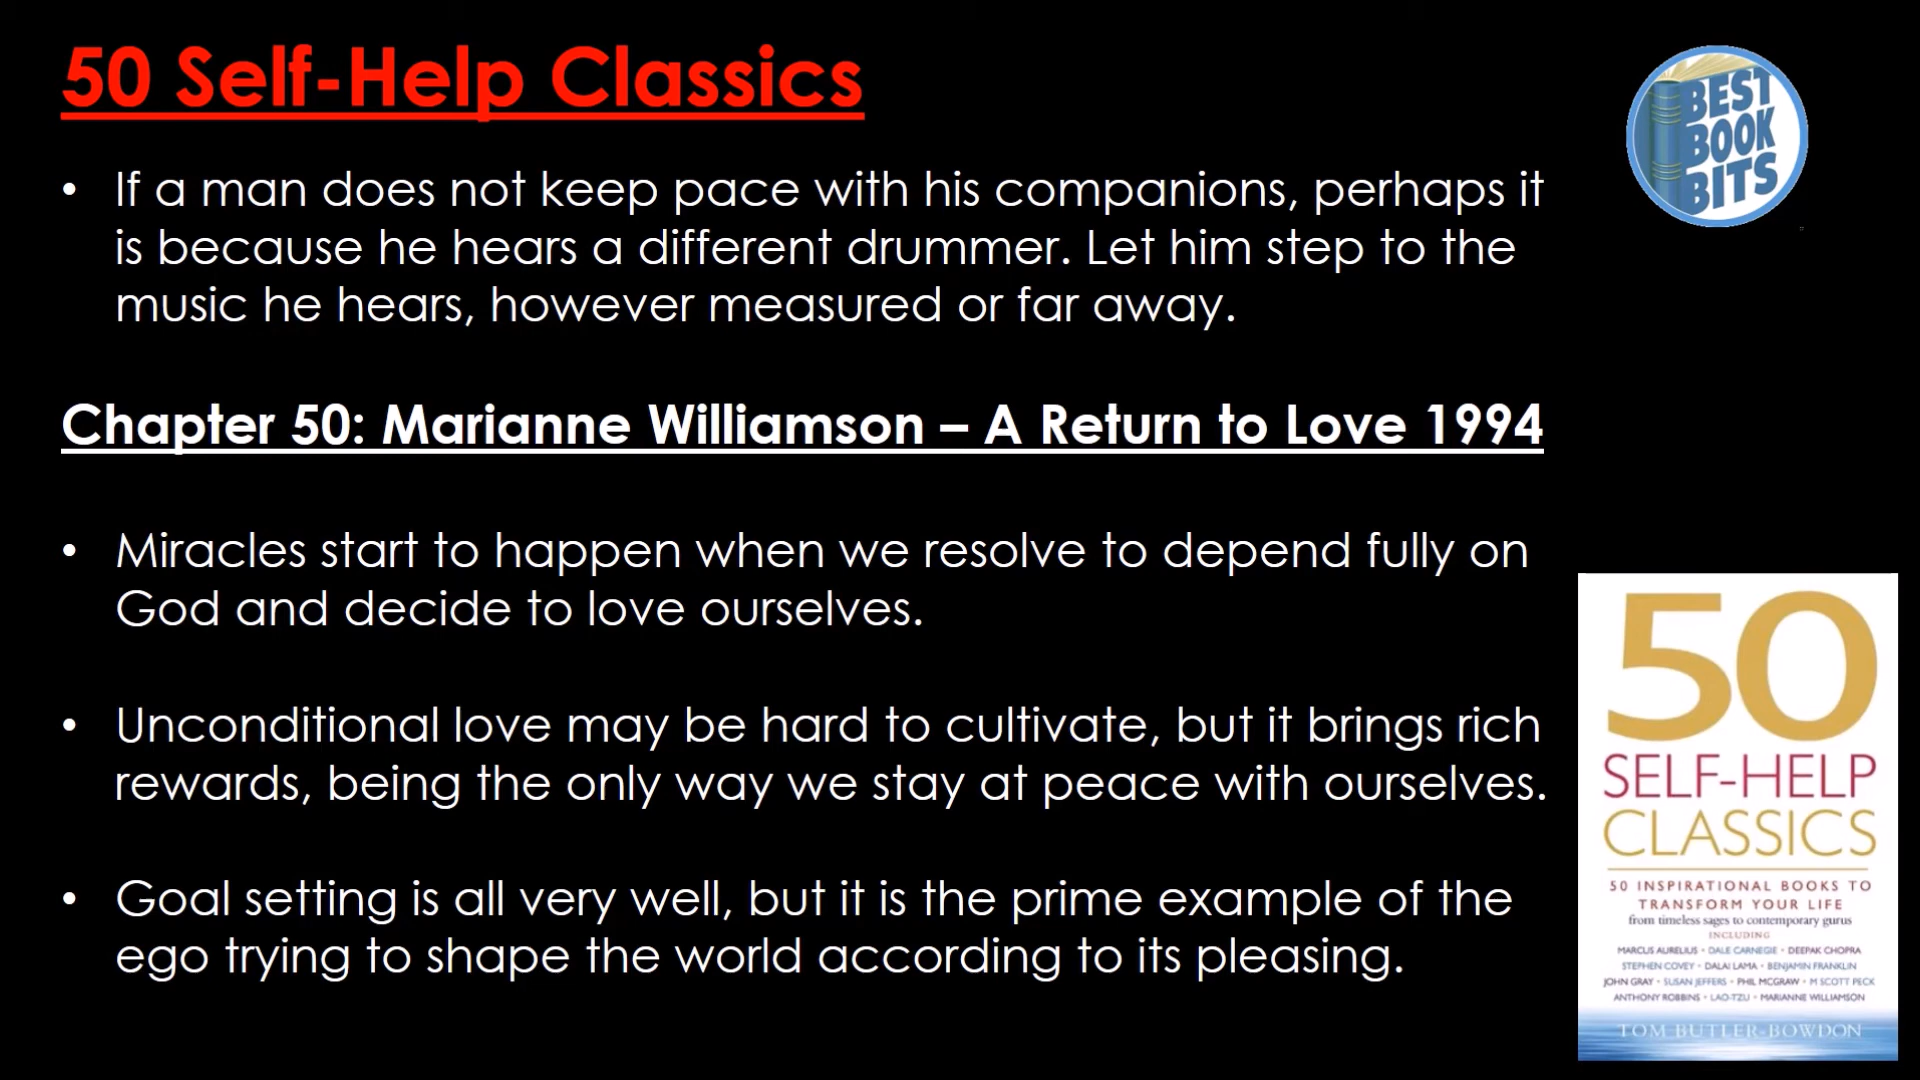 50 Self-Help Classics
BEST
BOOK
BITS
• If a man does not keep pace with his companions, perhaps it
is because he hears a different drummer. Let him step to the
music he hears, however measured or far away.
Chapter 50: Marianne Williamson – A Return to Love 1994
• Miracles start to happen when we resolve to depend fully on
God and decide to love ourselves.
• Unconditional love may be hard to cultivate, but it brings rich
rewards, being the only way we stay at peace with ourselves.
• Goal setting is all very well, but it is the prime example of the
ego trying to shape the world according to its pleasing.
50
SELF-HELP
CLASSICS
50 INSPIRATIONAL BOOKS TO
TRANSFORM YOUR LIFE
from timeless sages to contemporary gurus
INCLUDING
MARCUS AURELIUS • DALE CARNEGIE • DEEPAK CHOPRA
STEPHEN COVEY • DALAI LAMA • BENJAMIN FRANKLIN
JOHN GRAY • SUSAN JEFFERS • PHIL MCGRAW • M SCOTT PECK
ANTHONY ROBBINS • LAO-TZU • MARIANNE WILLIAMSON
TOM BUTLER-BOWDON